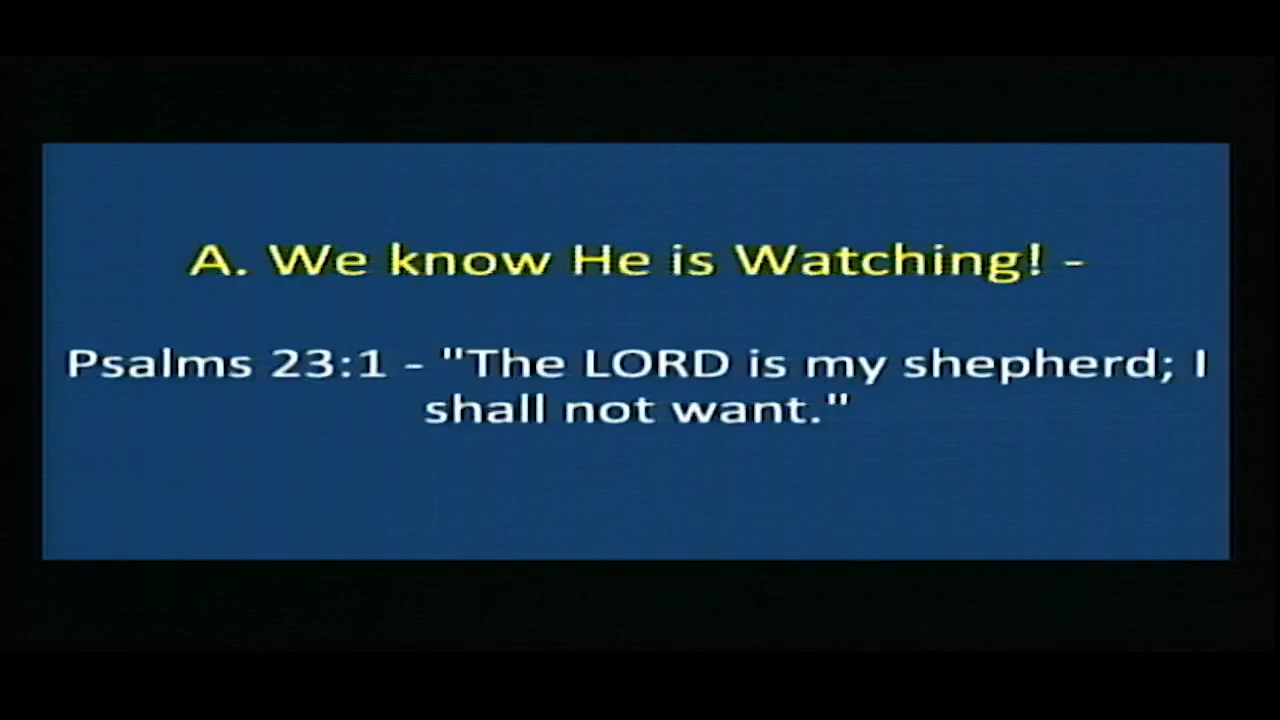 A. We know He is Watching! -
Psalms 23:1 - "The LORD is my shepherd; I
shall not want."